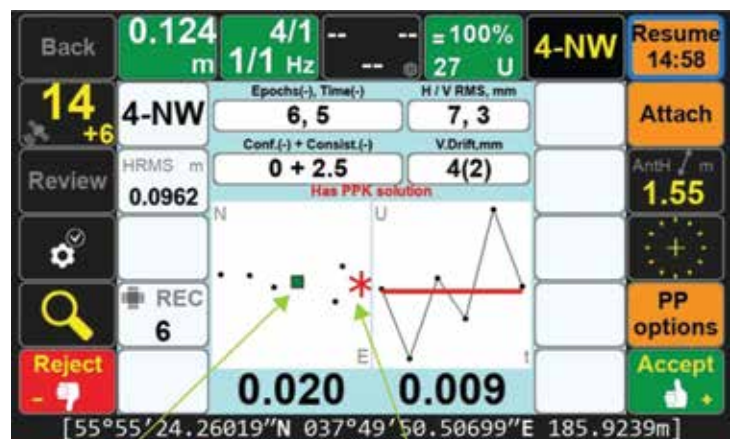 Back
0.124
m
4/1
1/1 Hz
-- --
--
=100%
27 U
4-NW
Resume
14:58
14
+6
4-NW
Epochs(-), Time(-)
6, 5
H / V RMS, mm
7, 3
Attach
Review
HRMS m
0.0962
Conf.(-) + Consist.(-)
0 + 2.5
V.Drift,mm
4(2)
AntH m
1.55
Has PPK solution
N
U
E
t
REC
6
PP
options
Reject
-
0.020
0.009
Accept
+
[55°55′24.26019″N 037°49′50.50699″E 185.9239m]